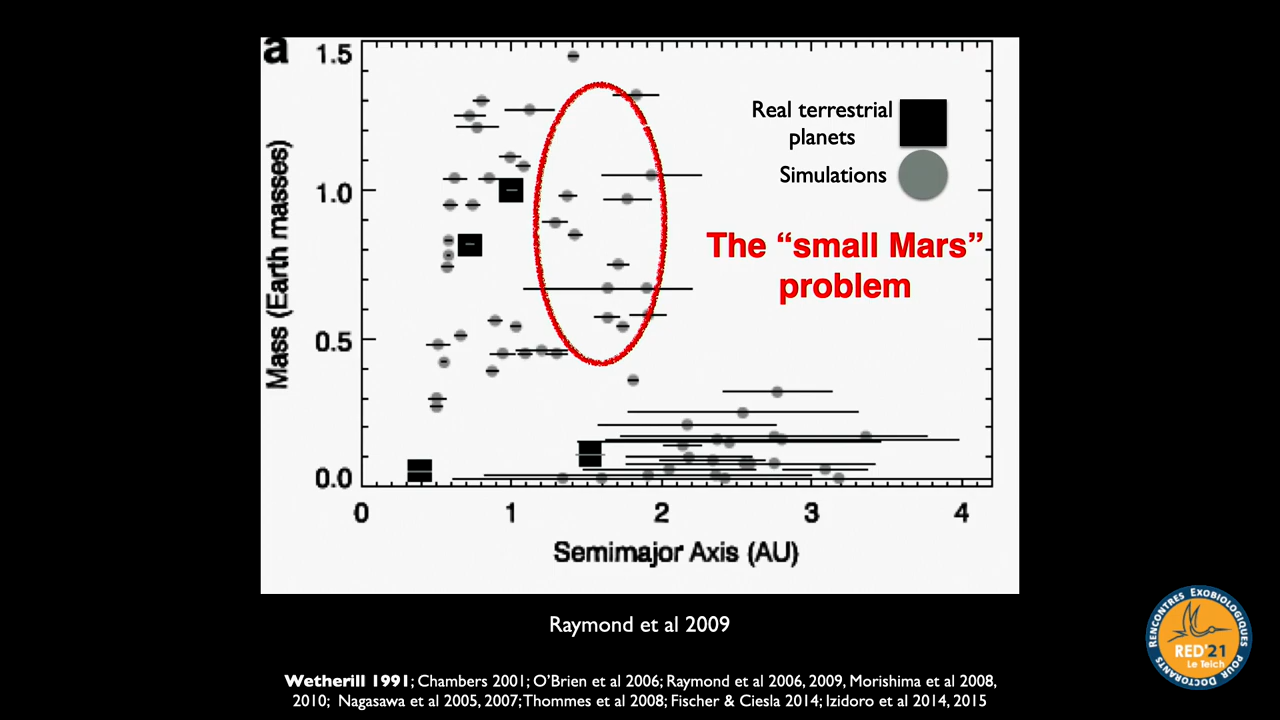 a
1.5
1.0
0.5
0.0
Mass (Earth masses)
0
1
2
3
4
Semimajor Axis (AU)
Real terrestrial
planets
Simulations
The “small Mars”
problem
Raymond et al 2009
Wetherill 1991; Chambers 2001; O’Brien et al 2006; Raymond et al 2006, 2009, Morishima et al 2008,
2010;  Nagasawa et al 2005, 2007; Thommes et al 2008; Fischer & Ciesla 2014; Izidoro et al 2014, 2015
RENCONTRES EXOBIOLOGIQUES
POUR DOCTORANTS
RED'21
Le Teich